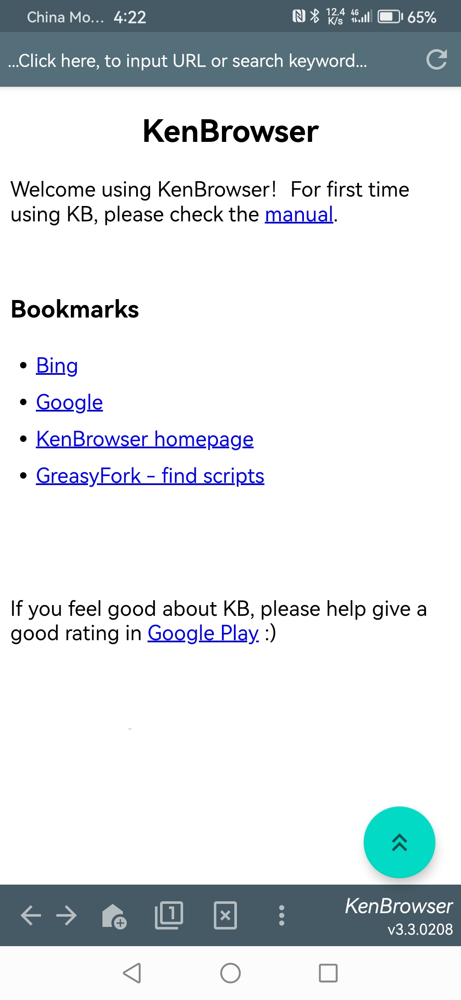 China Mo... 4:22 12.4 K/s 4G 65%
...Click here, to input URL or search keyword...
KenBrowser
Welcome using KenBrowser! For first time
using KB, please check the manual.
Bookmarks
Bing
Google
KenBrowser homepage
GreasyFork - find scripts
If you feel good about KB, please help give a
good rating in Google Play :)
1
KenBrowser
v3.3.0208